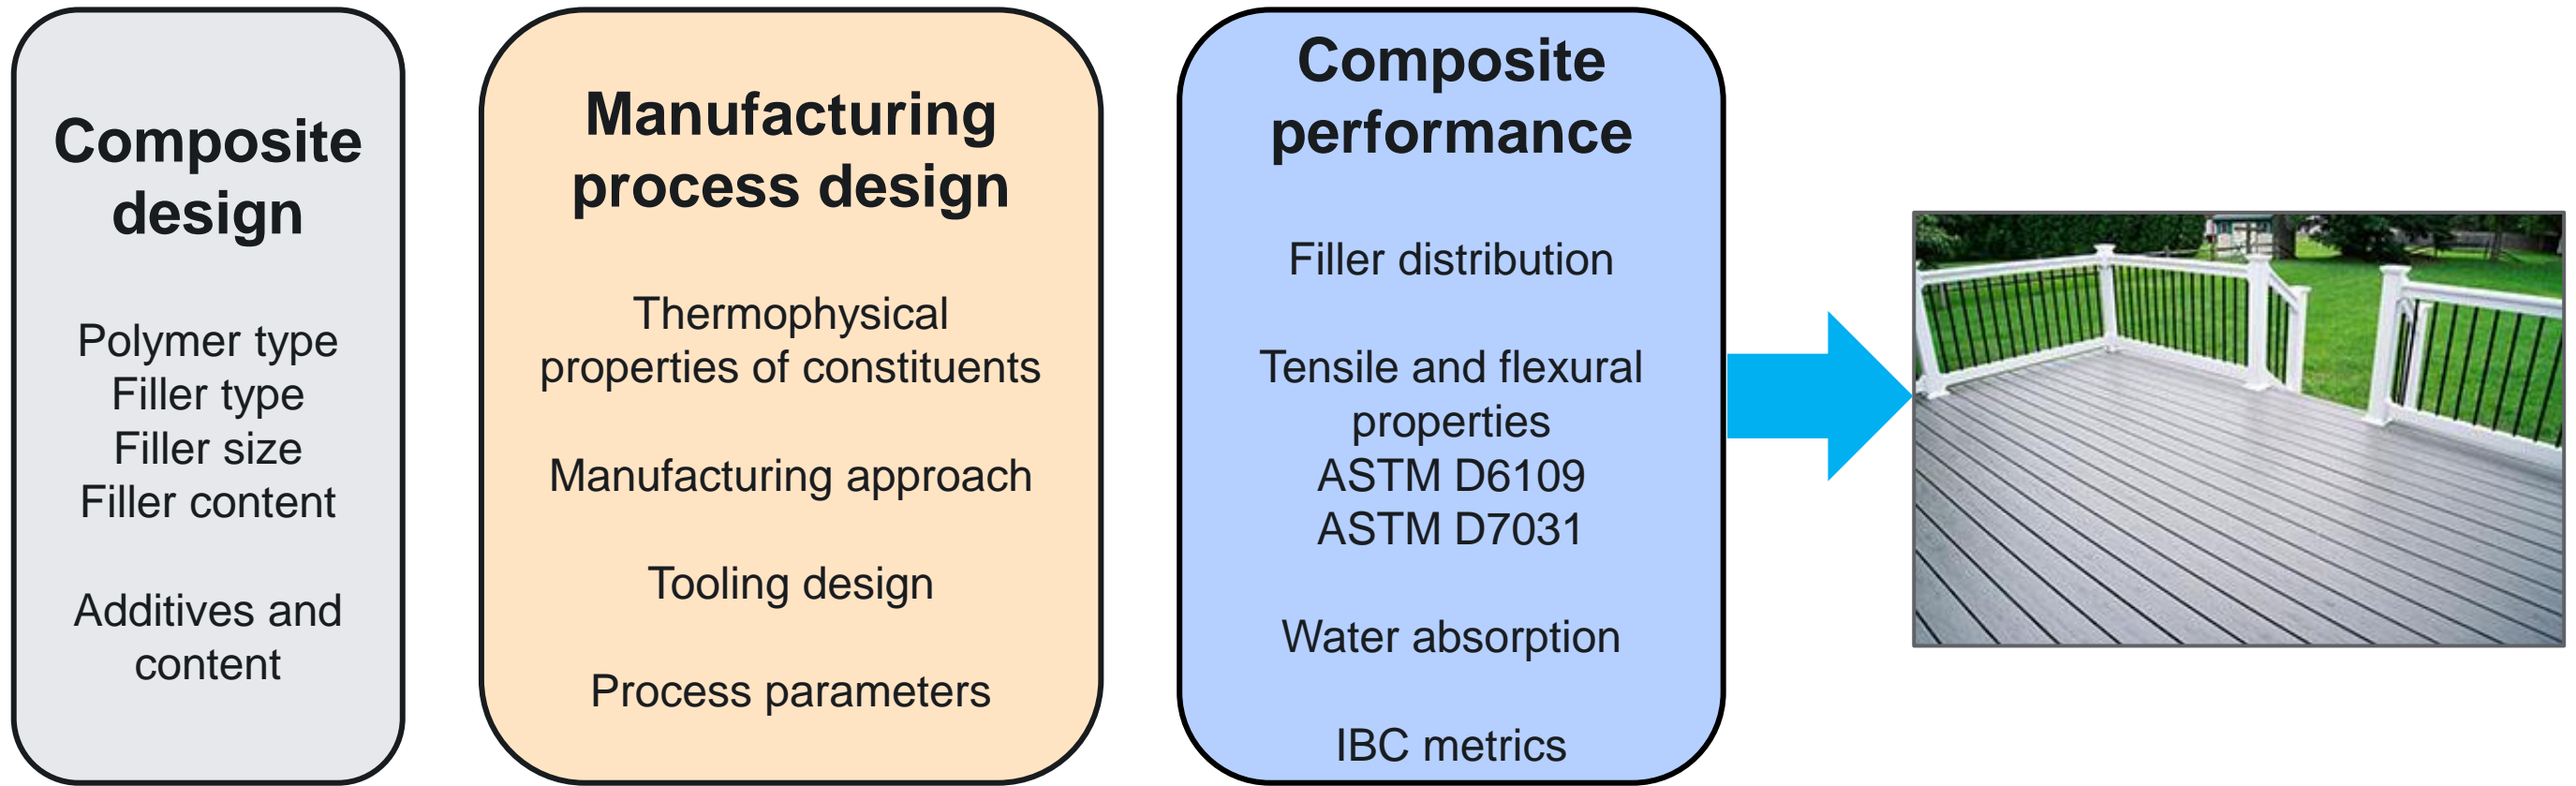 Composite
design
Polymer type
Filler type
Filler size
Filler content
Additives and
content
Manufacturing
process design
Thermophysical
properties of constituents
Manufacturing approach
Tooling design
Process parameters
Composite
performance
Filler distribution
Tensile and flexural
properties
ASTM D6109
ASTM D7031
Water absorption
IBC metrics